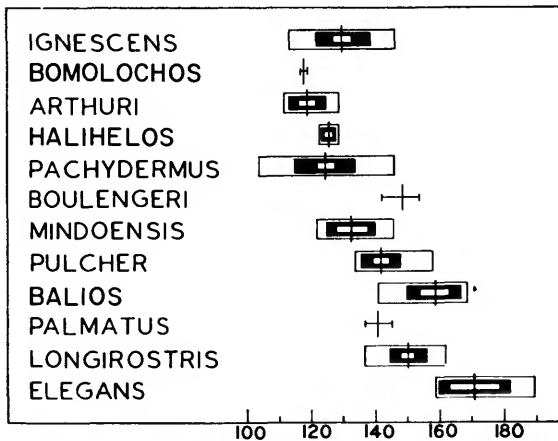 IGNESCENS
BOMOLOCHOS
ARTHURI
HALIHELOS
PACHYDERMUS
BOULENGERI
MINDOENSIS
PULCHER
BALIOS
PALMATUS
LONGIROSTRIS
ELEGANS
100 120 140 160 180